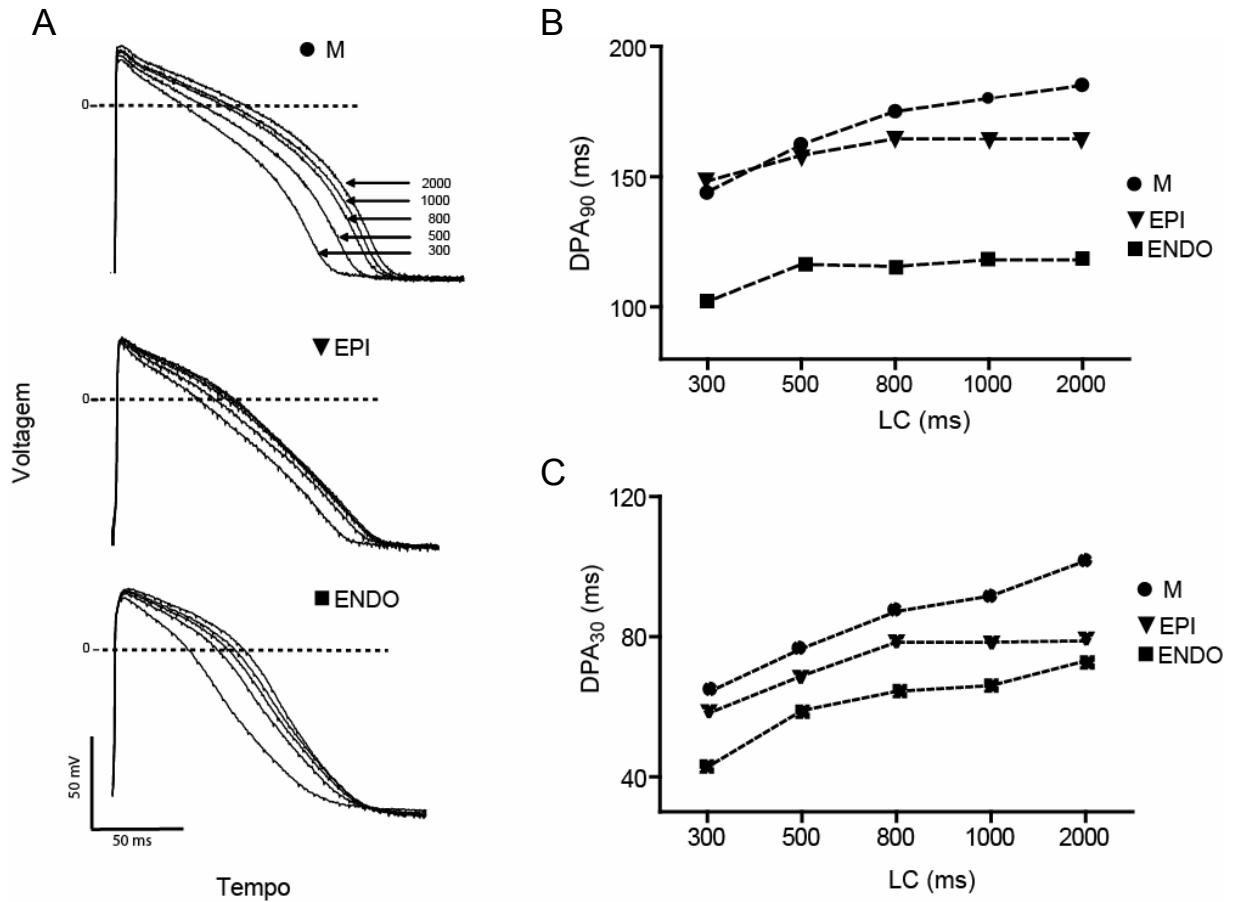 A
M
0
2000
1000
800
500
300
EPI
0
Voltagem
ENDO
0
50 mV
50 ms
Tempo
B
200
150
100
DPA90 (ms)
300 500 800 1000 2000
LC (ms)
M
EPI
ENDO
C
120
80
40
DPA30 (ms)
300 500 800 1000 2000
LC (ms)
M
EPI
ENDO